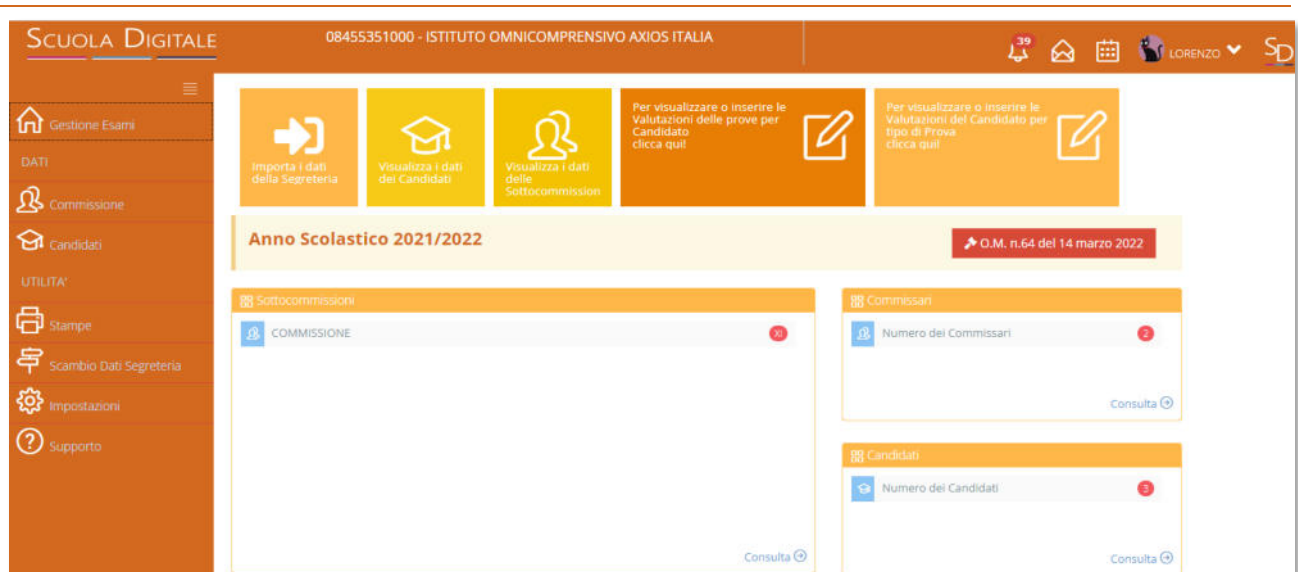 SCUOLA DIGITALE
08455351000 - ISTITUTO OMNICOMPRENSIVO AXIOS ITALIA
39
LORENZO
SD
Gestione Esami
DATI
Commissione
Candidati
UTILITA'
Stampe
Scambio Dati Segreteria
Impostazioni
Supporto
Importa i dati
della Segreteria
Visualizza i dati
dei Candidati
Visualizza i dati
delle
Sottocommission
Per visualizzare o inserire le
Valutazioni delle prove per
Candidato
clicca qui!
Per visualizzare o inserire le
Valutazioni del Candidato per
tipo di Prova
clicca qui!
Anno Scolastico 2021/2022
O.M. n.64 del 14 marzo 2022
Sottocommissioni
COMMISSIONE
XI
Consulta
Commissari
Numero dei Commissari
2
Consulta
Candidati
Numero dei Candidati
3
Consulta